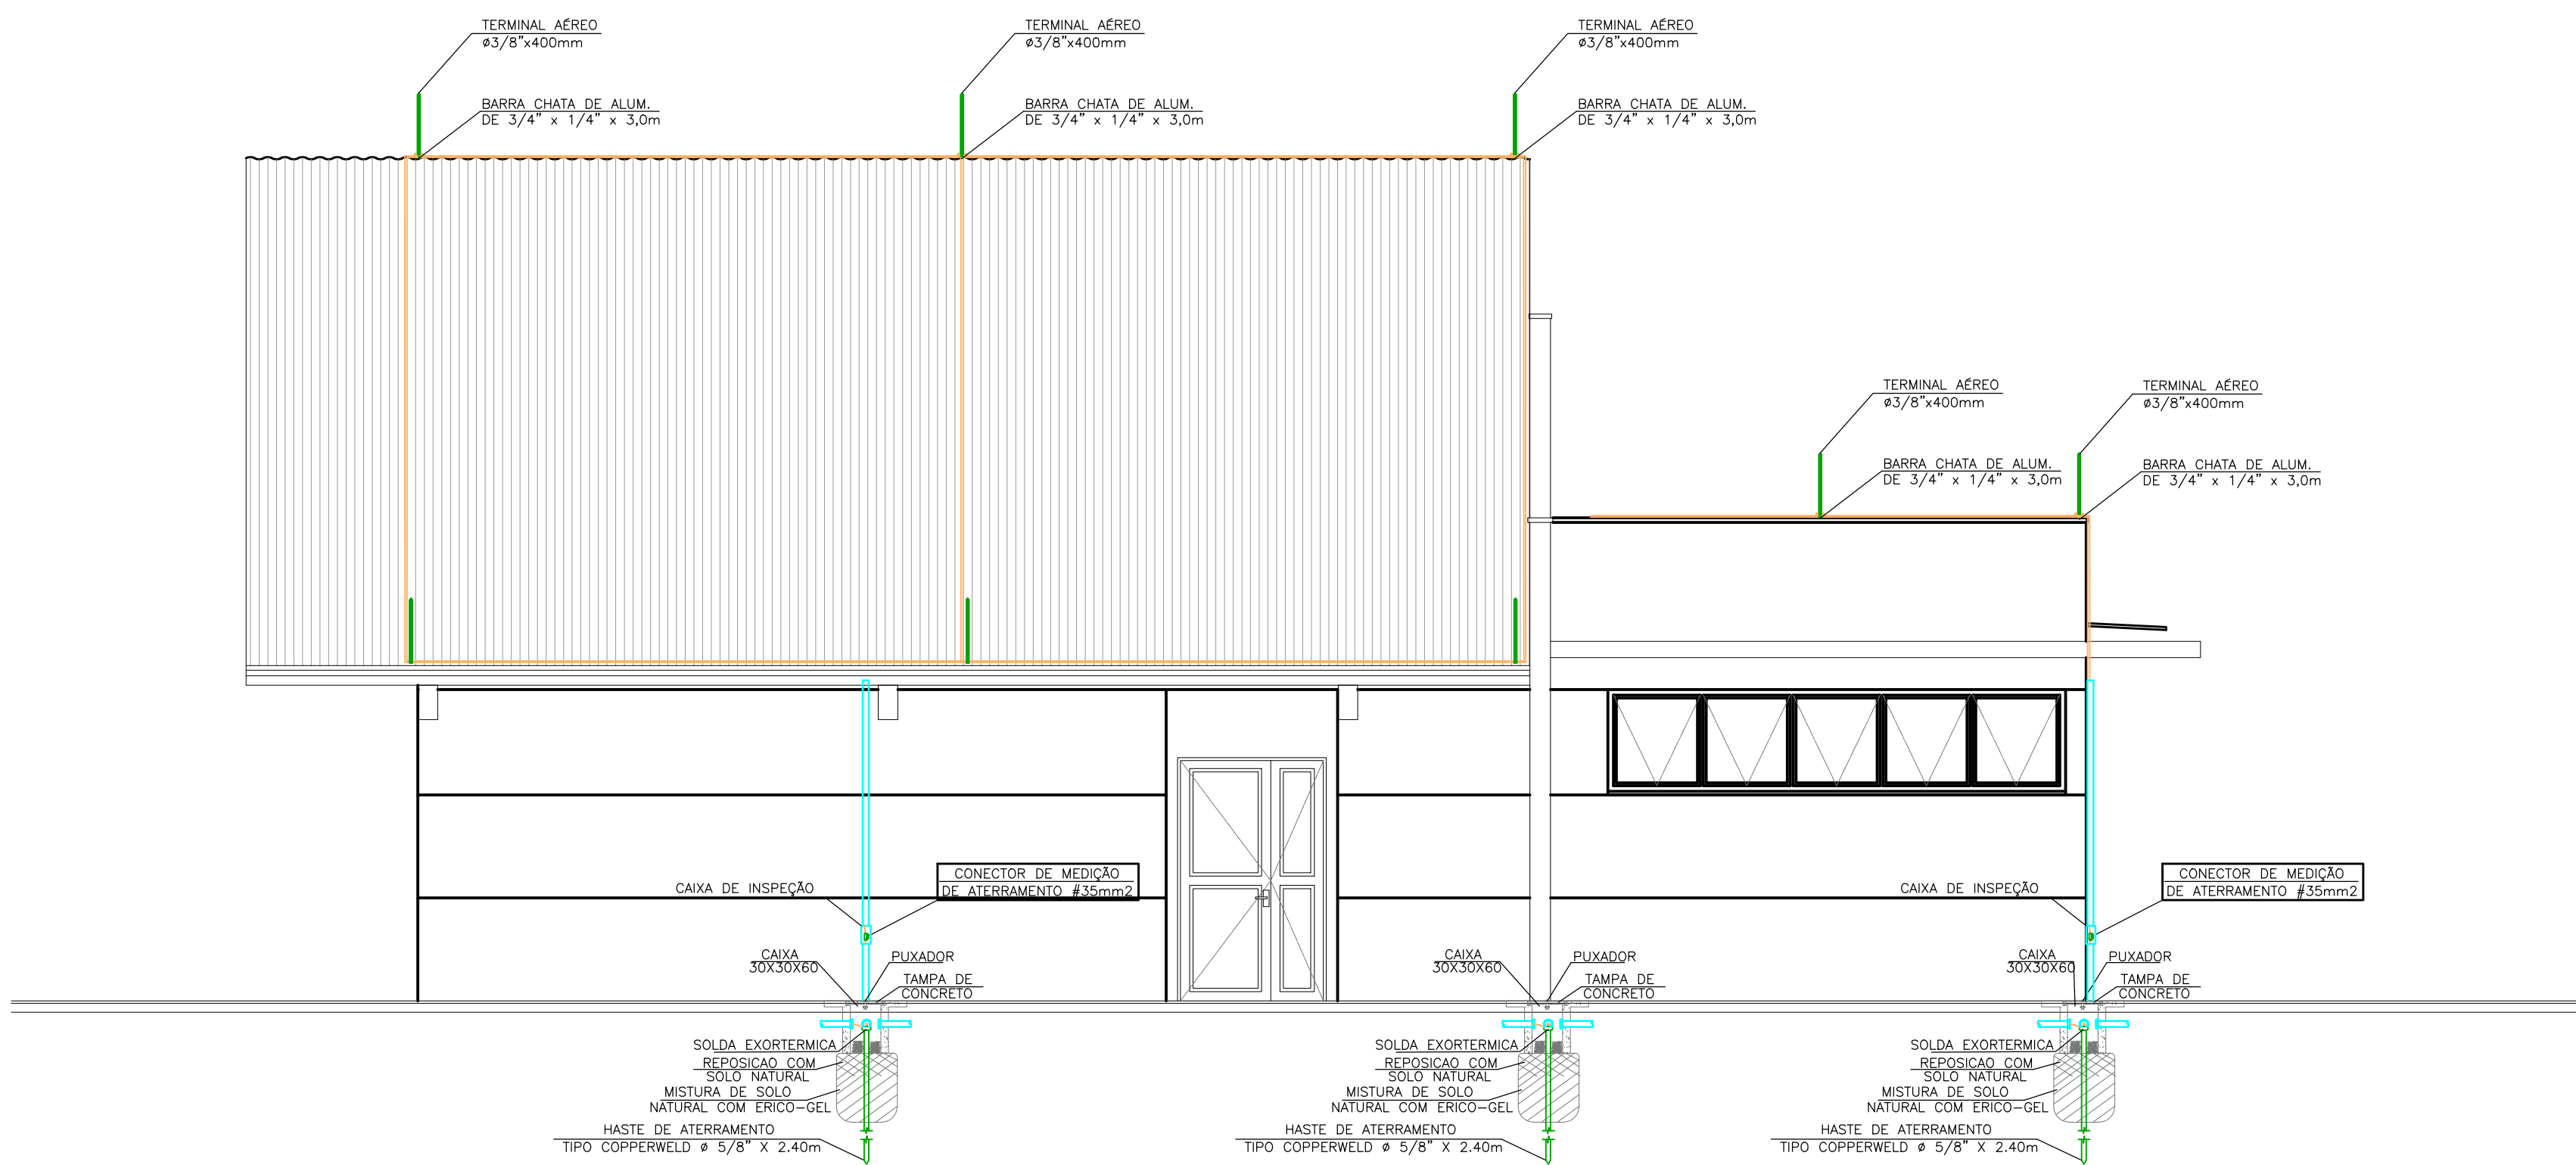 TERMINAL AÉREO
ø3/8"x400mm
TERMINAL AÉREO
ø3/8"x400mm
TERMINAL AÉREO
ø3/8"x400mm
BARRA CHATA DE ALUM.
DE 3/4" x 1/4" x 3,0m
BARRA CHATA DE ALUM.
DE 3/4" x 1/4" x 3,0m
BARRA CHATA DE ALUM.
DE 3/4" x 1/4" x 3,0m
TERMINAL AÉREO
ø3/8"x400mm
TERMINAL AÉREO
ø3/8"x400mm
BARRA CHATA DE ALUM.
DE 3/4" x 1/4" x 3,0m
BARRA CHATA DE ALUM.
DE 3/4" x 1/4" x 3,0m
CAIXA DE INSPEÇÃO
CONECTOR DE MEDIÇÃO
DE ATERRAMENTO #35mm2
CAIXA DE INSPEÇÃO
CONECTOR DE MEDIÇÃO
DE ATERRAMENTO #35mm2
CAIXA
30X30X60
PUXADOR
TAMPA DE
CONCRETO
CAIXA
30X30X60
PUXADOR
TAMPA DE
CONCRETO
CAIXA
30X30X60
PUXADOR
TAMPA DE
CONCRETO
SOLDA EXORTERMICA
REPOSICAO COM
SOLO NATURAL
MISTURA DE SOLO
NATURAL COM ERICO-GEL
HASTE DE ATERRAMENTO
TIPO COPPERWELD ø 5/8" X 2.40m
SOLDA EXORTERMICA
REPOSICAO COM
SOLO NATURAL
MISTURA DE SOLO
NATURAL COM ERICO-GEL
HASTE DE ATERRAMENTO
TIPO COPPERWELD ø 5/8" X 2.40m
SOLDA EXORTERMICA
REPOSICAO COM
SOLO NATURAL
MISTURA DE SOLO
NATURAL COM ERICO-GEL
HASTE DE ATERRAMENTO
TIPO COPPERWELD ø 5/8" X 2.40m